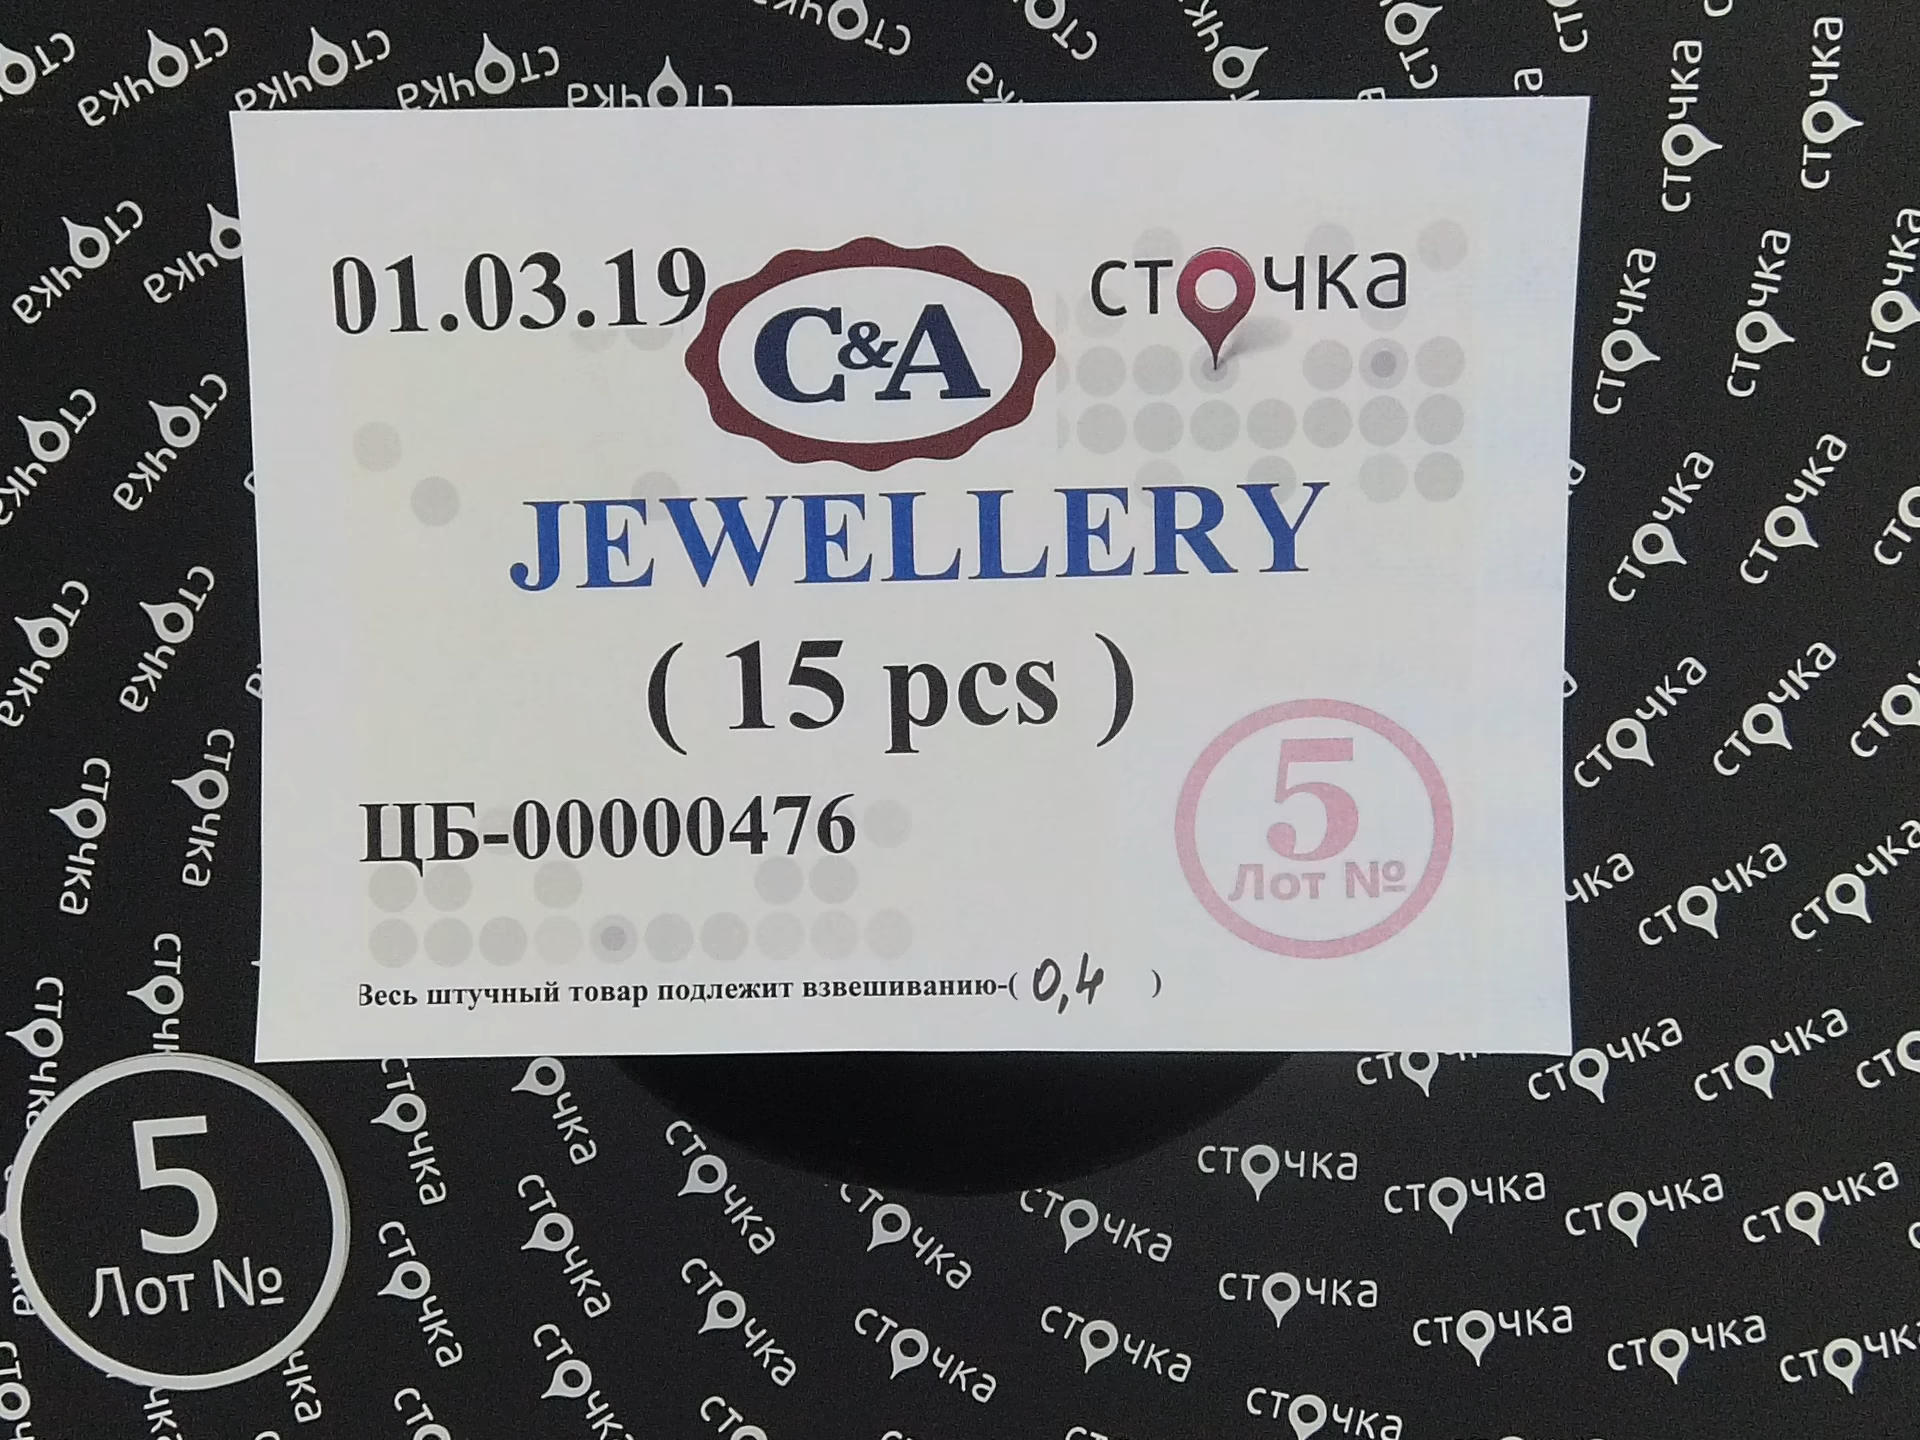 01.03.19
C&A
сточка
JEWELLERY
( 15 pcs )
ЦБ-00000476
5
Лот №
Весь штучный товар подлежит взвешиванию-( 0,4 )
5
Лот №